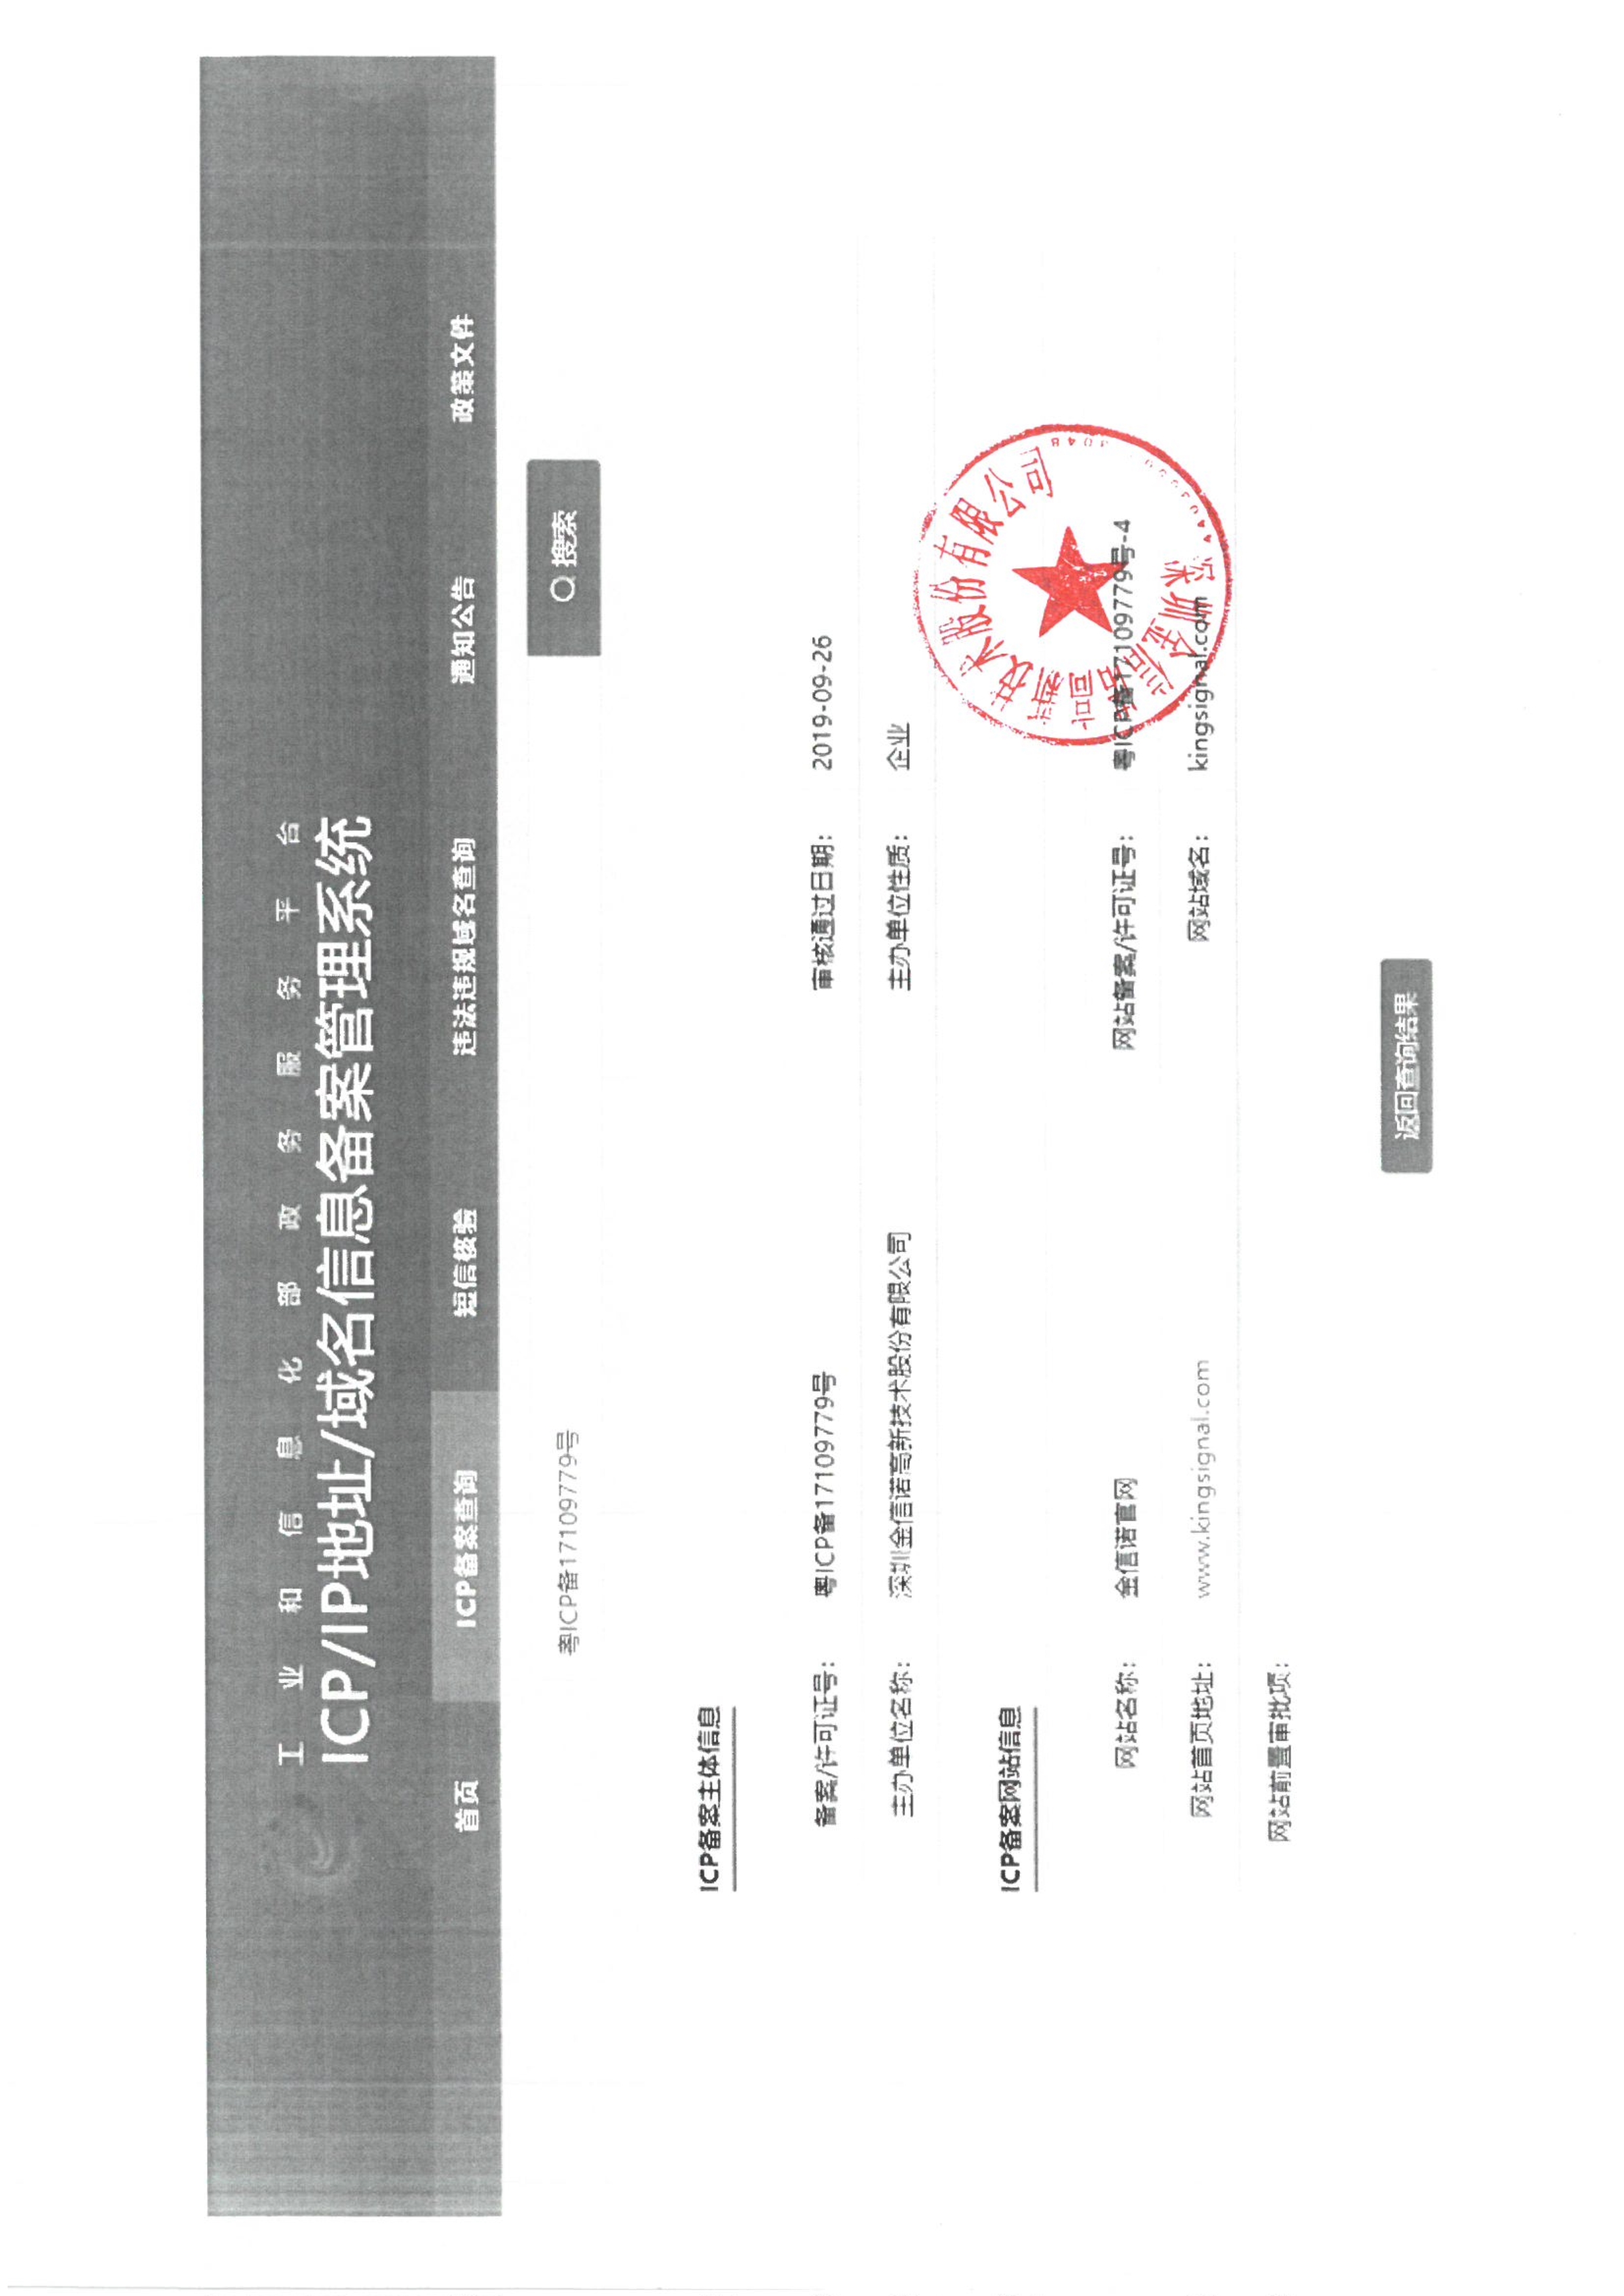 工业和信息化部政务服务平台
ICP/IP地址/域名信息备案管理系统
首页 ICP备案查询 短信核验 违法违规域名查询 通知公告 政策文件
粤ICP备17109779号 搜索
ICP备案主体信息
备案/许可证号: 粤ICP备17109779号 审核通过日期: 2019-09-26
主办单位名称: 深圳金信诺高新技术股份有限公司 主办单位性质: 企业
ICP备案网站信息
网站名称: 金信诺官网 网站备案/许可证号: 粤ICP备17109779号-4
网站首页地址: www.kingsignal.com 网站域名: kingsignal.com
网站前置审批项:
返回查询结果
深圳金信诺高新技术股份有限公司